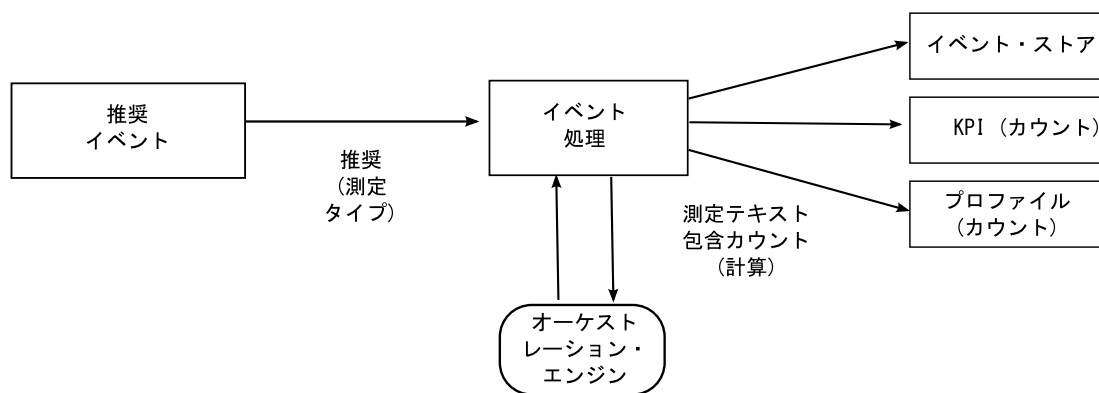 推奨
イベント
推奨
(測定
タイプ)
イベント
処理
オーケスト
レーション・
エンジン
測定テキスト
包含カウント
(計算)
イベント・ストア
KPI (カウント)
プロファイル
(カウント)